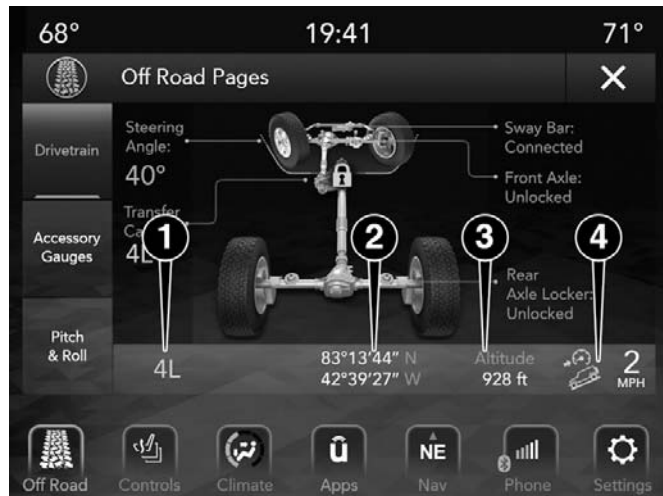 68°
19:41
71°
Off Road Pages
X
Drivetrain
Accessory
Gauges
Pitch
& Roll
Steering
Angle:
40°
Transfer
4L
Sway Bar:
Connected
Front Axle:
Unlocked
Rear
Axle Locker:
Unlocked
1
2
3
4
4L
83°13'44" N
42°39'27" W
Altitude
928 ft
2
MPH
Off Road
Controls
Climate
û
Apps
NE
Nav
Phone
Settings